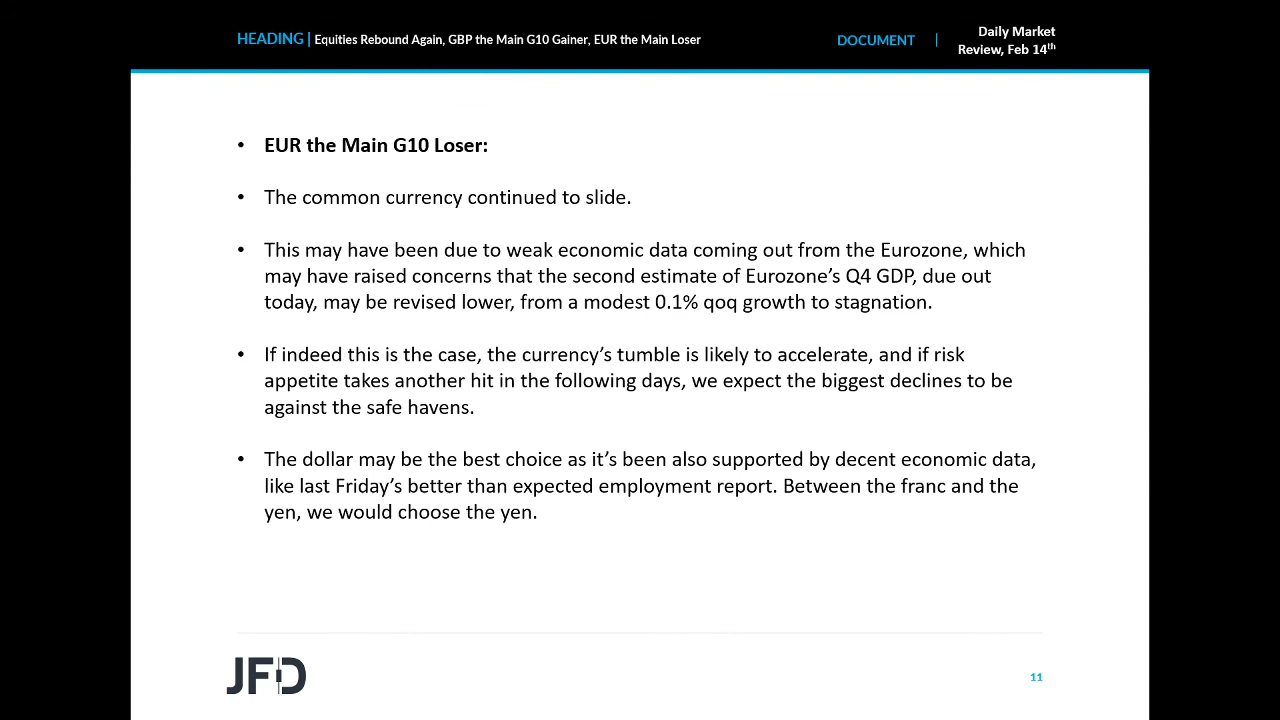 HEADING | Equities Rebound Again, GBP the Main G10 Gainer, EUR the Main Loser
DOCUMENT |
Daily Market
Review, Feb 14th
• EUR the Main G10 Loser:
• The common currency continued to slide.
• This may have been due to weak economic data coming out from the Eurozone, which
may have raised concerns that the second estimate of Eurozone’s Q4 GDP, due out
today, may be revised lower, from a modest 0.1% qoq growth to stagnation.
• If indeed this is the case, the currency’s tumble is likely to accelerate, and if risk
appetite takes another hit in the following days, we expect the biggest declines to be
against the safe havens.
• The dollar may be the best choice as it’s been also supported by decent economic data,
like last Friday’s better than expected employment report. Between the franc and the
yen, we would choose the yen.
JFD
11